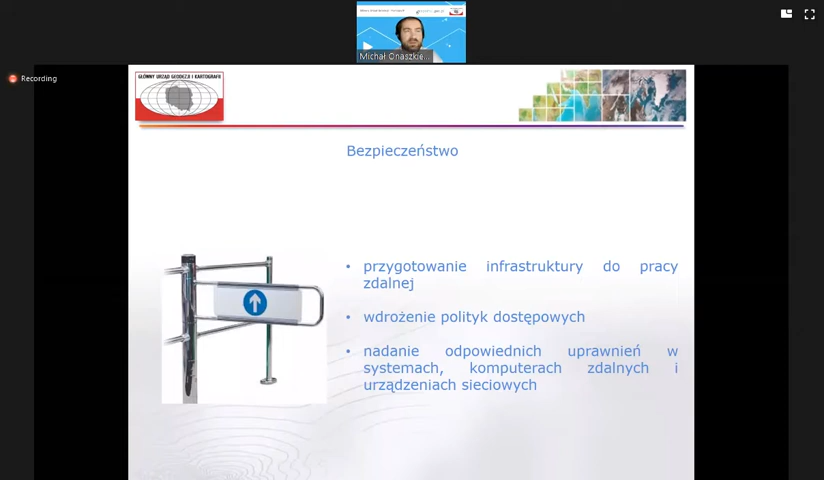 Michał Onaszkie...
Recording
GŁÓWNY URZĄD GEODEZJI I KARTOGRAFII
Bezpieczeństwo
• przygotowanie infrastruktury do pracy
zdalnej
• wdrożenie polityk dostępowych
• nadanie odpowiednich uprawnień w
systemach, komputerach zdalnych i
urządzeniach sieciowych